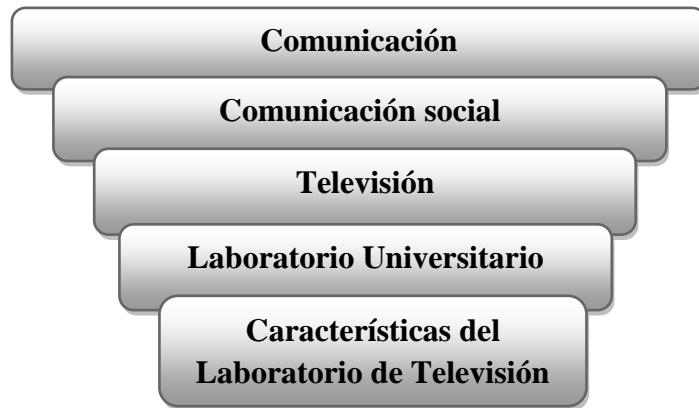 Comunicación
Comunicación social
Televisión
Laboratorio Universitario
Características del
Laboratorio de Televisión